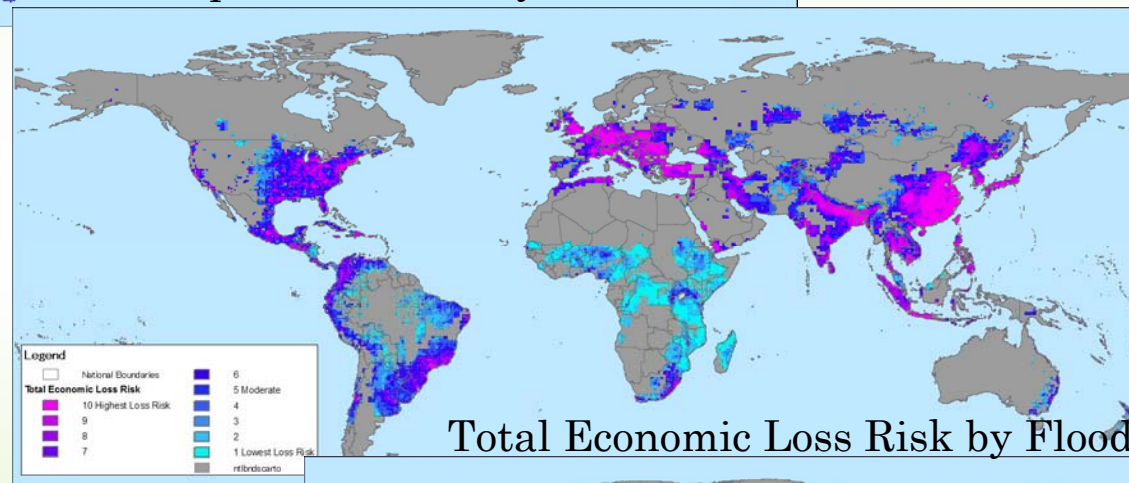 Legend
National Boundaries
Total Economic Loss Risk
10 Highest Loss Risk
9
8
7
6
5 Moderate
4
3
2
1 Lowest Loss Risk
ntlbndscarto
Total Economic Loss Risk by Flood